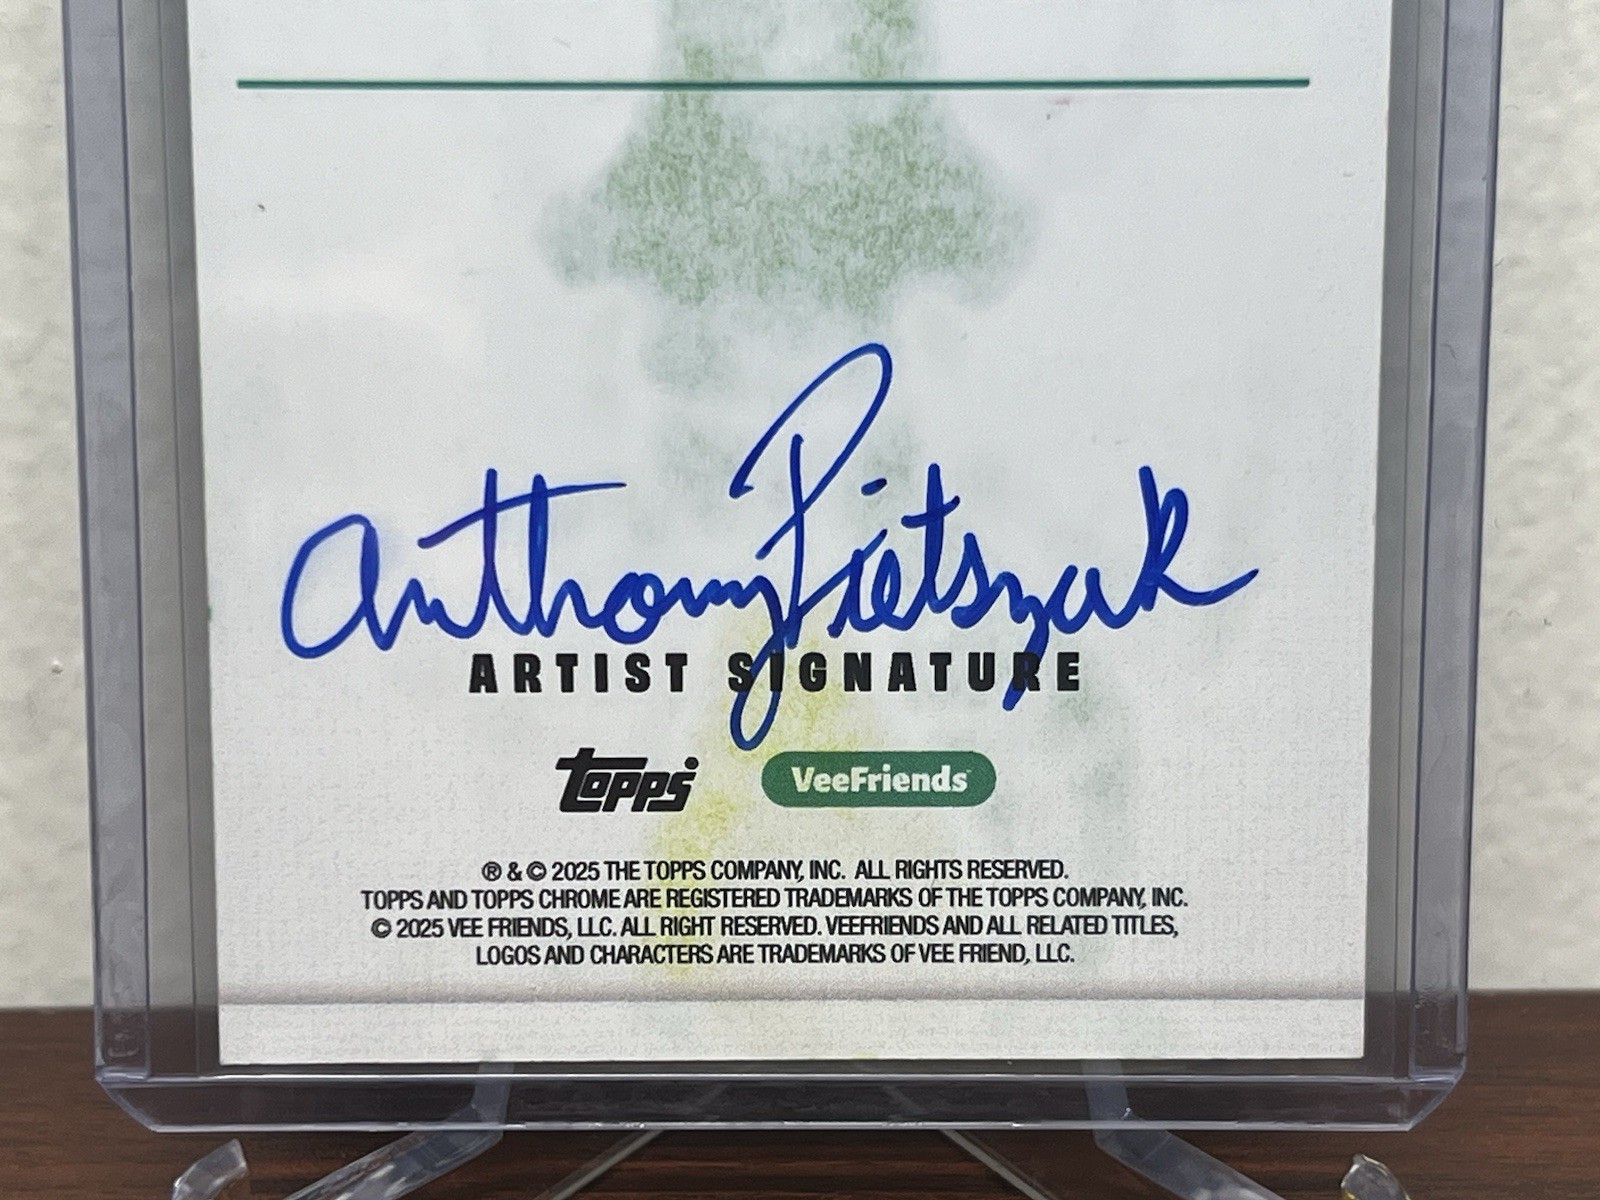 Anthony Pietszak
ARTIST SIGNATURE
topps VeeFriends
® & © 2025 THE TOPPS COMPANY, INC. ALL RIGHTS RESERVED.
TOPPS AND TOPPS CHROME ARE REGISTERED TRADEMARKS OF THE TOPPS COMPANY, INC.
© 2025 VEE FRIENDS, LLC. ALL RIGHT RESERVED. VEEFRIENDS AND ALL RELATED TITLES,
LOGOS AND CHARACTERS ARE TRADEMARKS OF VEE FRIEND, LLC.